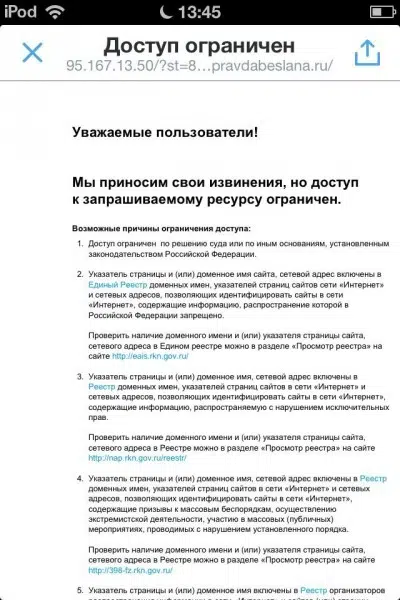 iPod 13:45
Доступ ограничен
95.167.13.50/?st=8...pravdabeslana.ru/
Уважаемые пользователи!
Мы приносим свои извинения, но доступ
к запрашиваемому ресурсу ограничен.
Возможные причины ограничения доступа:
1. Доступ ограничен по решению суда или по иным основаниям, установленным
законодательством Российской Федерации.
2. Указатель страницы и (или) доменное имя сайта, сетевой адрес включены в
Единый Реестр доменных имен, указателей страниц сайтов сети «Интернет»
и сетевых адресов, позволяющих идентифицировать сайты в сети
«Интернет», содержащие информацию, распространение которой в
Российской Федерации запрещено.
Проверить наличие доменного имени и (или) указателя страницы сайта,
сетевого адреса в Едином реестре можно в разделе «Просмотр реестра» на
сайте http://eais.rkn.gov.ru/
3. Указатель страницы и (или) доменное имя, сетевой адрес включены в
Реестр доменных имен, указателей страниц сайтов в сети «Интернет» и
сетевых адресов, позволяющих идентифицировать сайты в сети «Интернет»,
содержащие информацию, распространяемую с нарушением исключительных
прав.
Проверить наличие доменного имени и (или) указателя страницы сайта,
сетевого адреса в Реестре можно в разделе «Просмотр реестра» на сайте
http://nap.rkn.gov.ru/reestr/
4. Указатель страницы и (или) доменное имя, сетевой адрес включены в Реестр
доменных имен, указателей страниц сайтов в сети «Интернет» и сетевых
адресов, позволяющих идентифицировать сайты в сети «Интернет»,
содержащие призывы к массовым беспорядкам, осуществлению
экстремистской деятельности, участию в массовых (публичных)
мероприятиях, проводимых с нарушением установленного порядка.
Проверить наличие доменного имени и (или) указателя страницы сайта,
сетевого адреса в Реестре можно в разделе «Просмотр реестра» на сайте
http://398-fz.rkn.gov.ru/
5. Указатель страницы и (или) доменное имя включены в Реестр организаторов